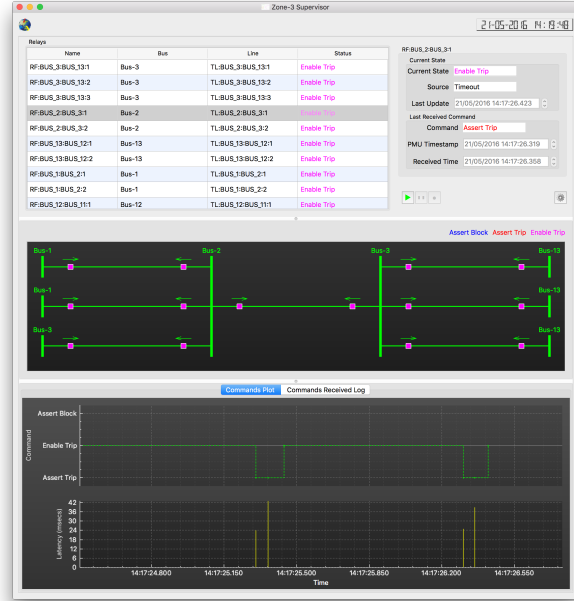 Zone-3 Supervisor
21-05-2016 14:19:48
Relays
Name Bus Line Status
RF:BUS_3:BUS_13:1 Bus-3 TL:BUS_3:BUS_13:1 Enable Trip
RF:BUS_3:BUS_13:2 Bus-3 TL:BUS_3:BUS_13:2 Enable Trip
RF:BUS_3:BUS_13:3 Bus-3 TL:BUS_3:BUS_13:3 Enable Trip
RF:BUS_2:BUS_3:1 Bus-2 TL:BUS_2:BUS_3:1 Enable Trip
RF:BUS_2:BUS_3:2 Bus-2 TL:BUS_2:BUS_3:2 Enable Trip
RF:BUS_13:BUS_12:1 Bus-13 TL:BUS_13:BUS_12:1 Enable Trip
RF:BUS_13:BUS_12:2 Bus-13 TL:BUS_13:BUS_12:2 Enable Trip
RF:BUS_1:BUS_2:1 Bus-1 TL:BUS_1:BUS_2:1 Enable Trip
RF:BUS_1:BUS_2:2 Bus-1 TL:BUS_1:BUS_2:2 Enable Trip
RF:BUS_12:BUS_11:1 Bus-12 TL:BUS_12:BUS_11:1 Enable Trip
RF:BUS_2:BUS_3:1
Current State
Current State Enable Trip
Source Timeout
Last Update 21/05/2016 14:17:26.423
Last Received Command
Command Assert Trip
PMU Timestamp 21/05/2016 14:17:26.319
Received Time 21/05/2016 14:17:26.358
Assert Block Assert Trip Enable Trip
Bus-1 Bus-2 Bus-3 Bus-13
Bus-1 Bus-13
Bus-3 Bus-13
Commands Plot Commands Received Log
Command
Assert Block
Enable Trip
Assert Trip
Latency (msecs)
42
36
30
24
18
12
6
0
14:17:24.800 14:17:25.150 14:17:25.500 14:17:25.850 14:17:26.200 14:17:26.550
Time